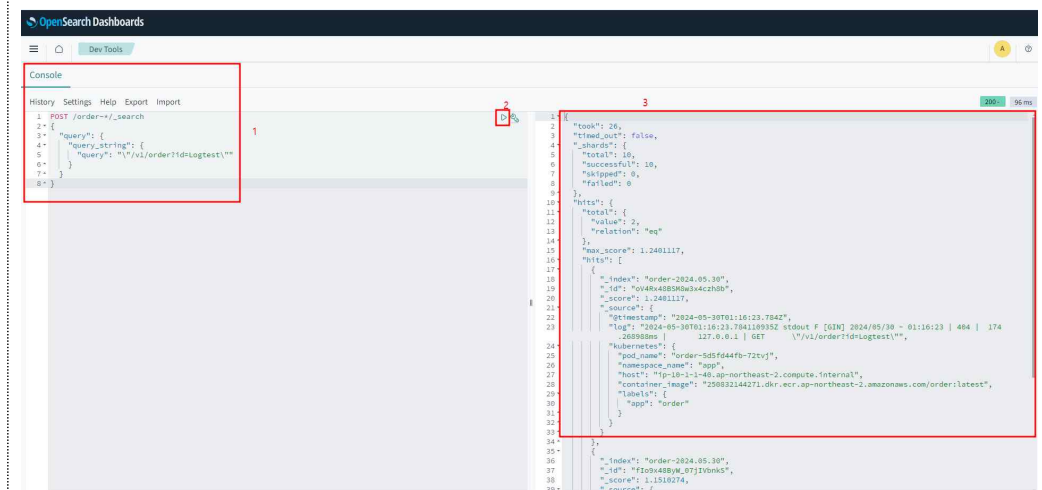 OpenSearch Dashboards
Dev Tools
A
Console
History Settings Help Export Import
2
3
200 - 96 ms
1
1 POST /order-*/_search
2 {
3 "query": {
4 "query_string": {
5 "query": "\"/v1/order?id=Logtest\""
6 }
7 }
8 }
1 {
2 "took": 26,
3 "timed_out": false,
4 "_shards": {
5 "total": 10,
6 "successful": 10,
7 "skipped": 0,
8 "failed": 0
9 },
10 "hits": {
11 "total": {
12 "value": 2,
13 "relation": "eq"
14 },
15 "max_score": 1.2401117,
16 "hits": [
17 {
18 "_index": "order-2024.05.30",
19 "_id": "oV4Rx48BSM8w3x4czh8b",
20 "_score": 1.2401117,
21 "_source": {
22 "@timestamp": "2024-05-30T01:16:23.784Z",
23 "log": "2024-05-30T01:16:23.784110935Z stdout F [GIN] 2024/05/30 - 01:16:23 | 404 | 174
.268988ms | 127.0.0.1 | GET \"/v1/order?id=Logtest\"",
24 "kubernetes": {
25 "pod_name": "order-5d5fd44fb-72tvj",
26 "namespace_name": "app",
27 "host": "ip-10-1-1-40.ap-northeast-2.compute.internal",
28 "container_image": "250832144271.dkr.ecr.ap-northeast-2.amazonaws.com/order:latest",
29 "labels": {
30 "app": "order"
31 }
32 }
33 }
34 },
35 {
36 "_index": "order-2024.05.30",
37 "_id": "fIo9x48ByW_07jIVbnkS",
38 "_score": 1.1510274,
39 "_source": {